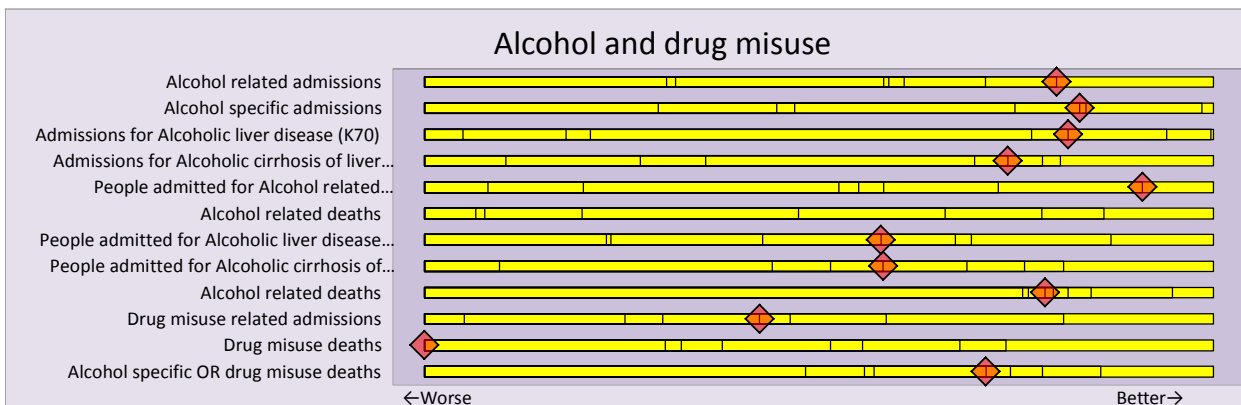 Alcohol and drug misuse
Alcohol related admissions
Alcohol specific admissions
Admissions for Alcoholic liver disease (K70)
Admissions for Alcoholic cirrhosis of liver...
People admitted for Alcohol related...
Alcohol related deaths
People admitted for Alcoholic liver disease...
People admitted for Alcoholic cirrhosis of...
Alcohol related deaths
Drug misuse related admissions
Drug misuse deaths
Alcohol specific OR drug misuse deaths
←Worse Better→